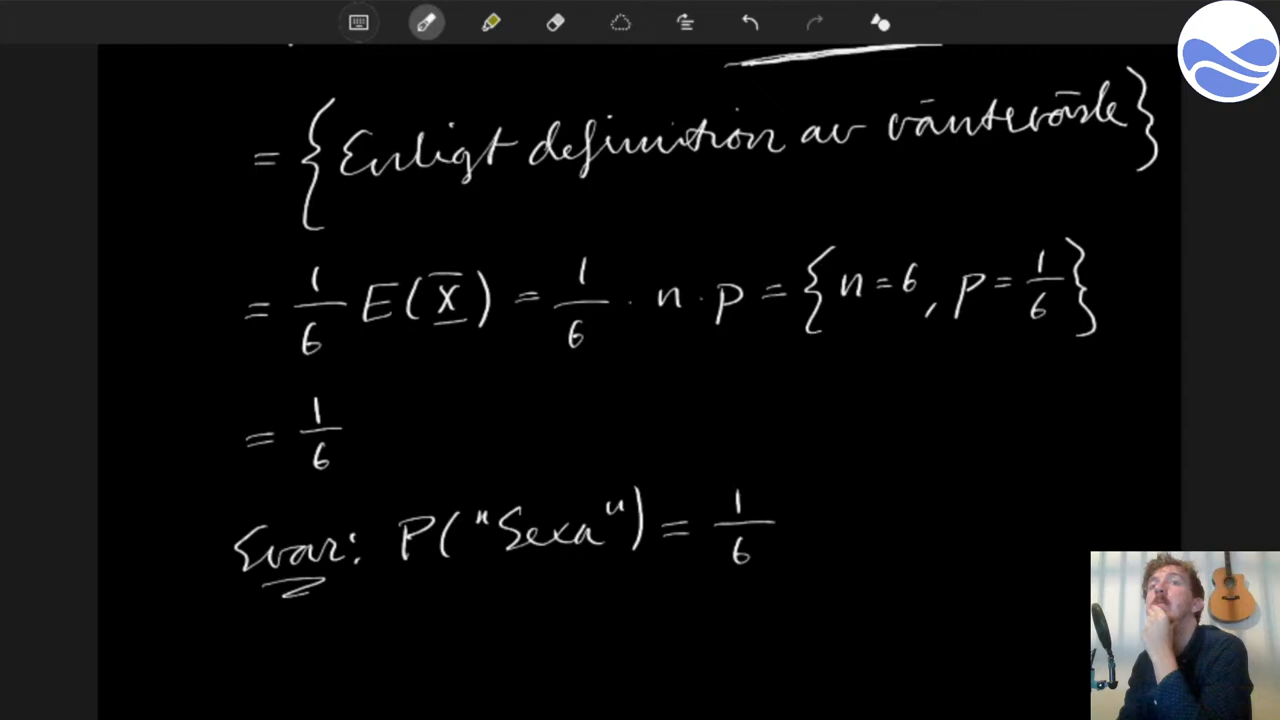 = {Enligt definition av väntevärde}
= 1/6 E(X) = 1/6 · n · p = {n = 6, p = 1/6}
= 1/6
Svar: P("Sexa") = 1/6